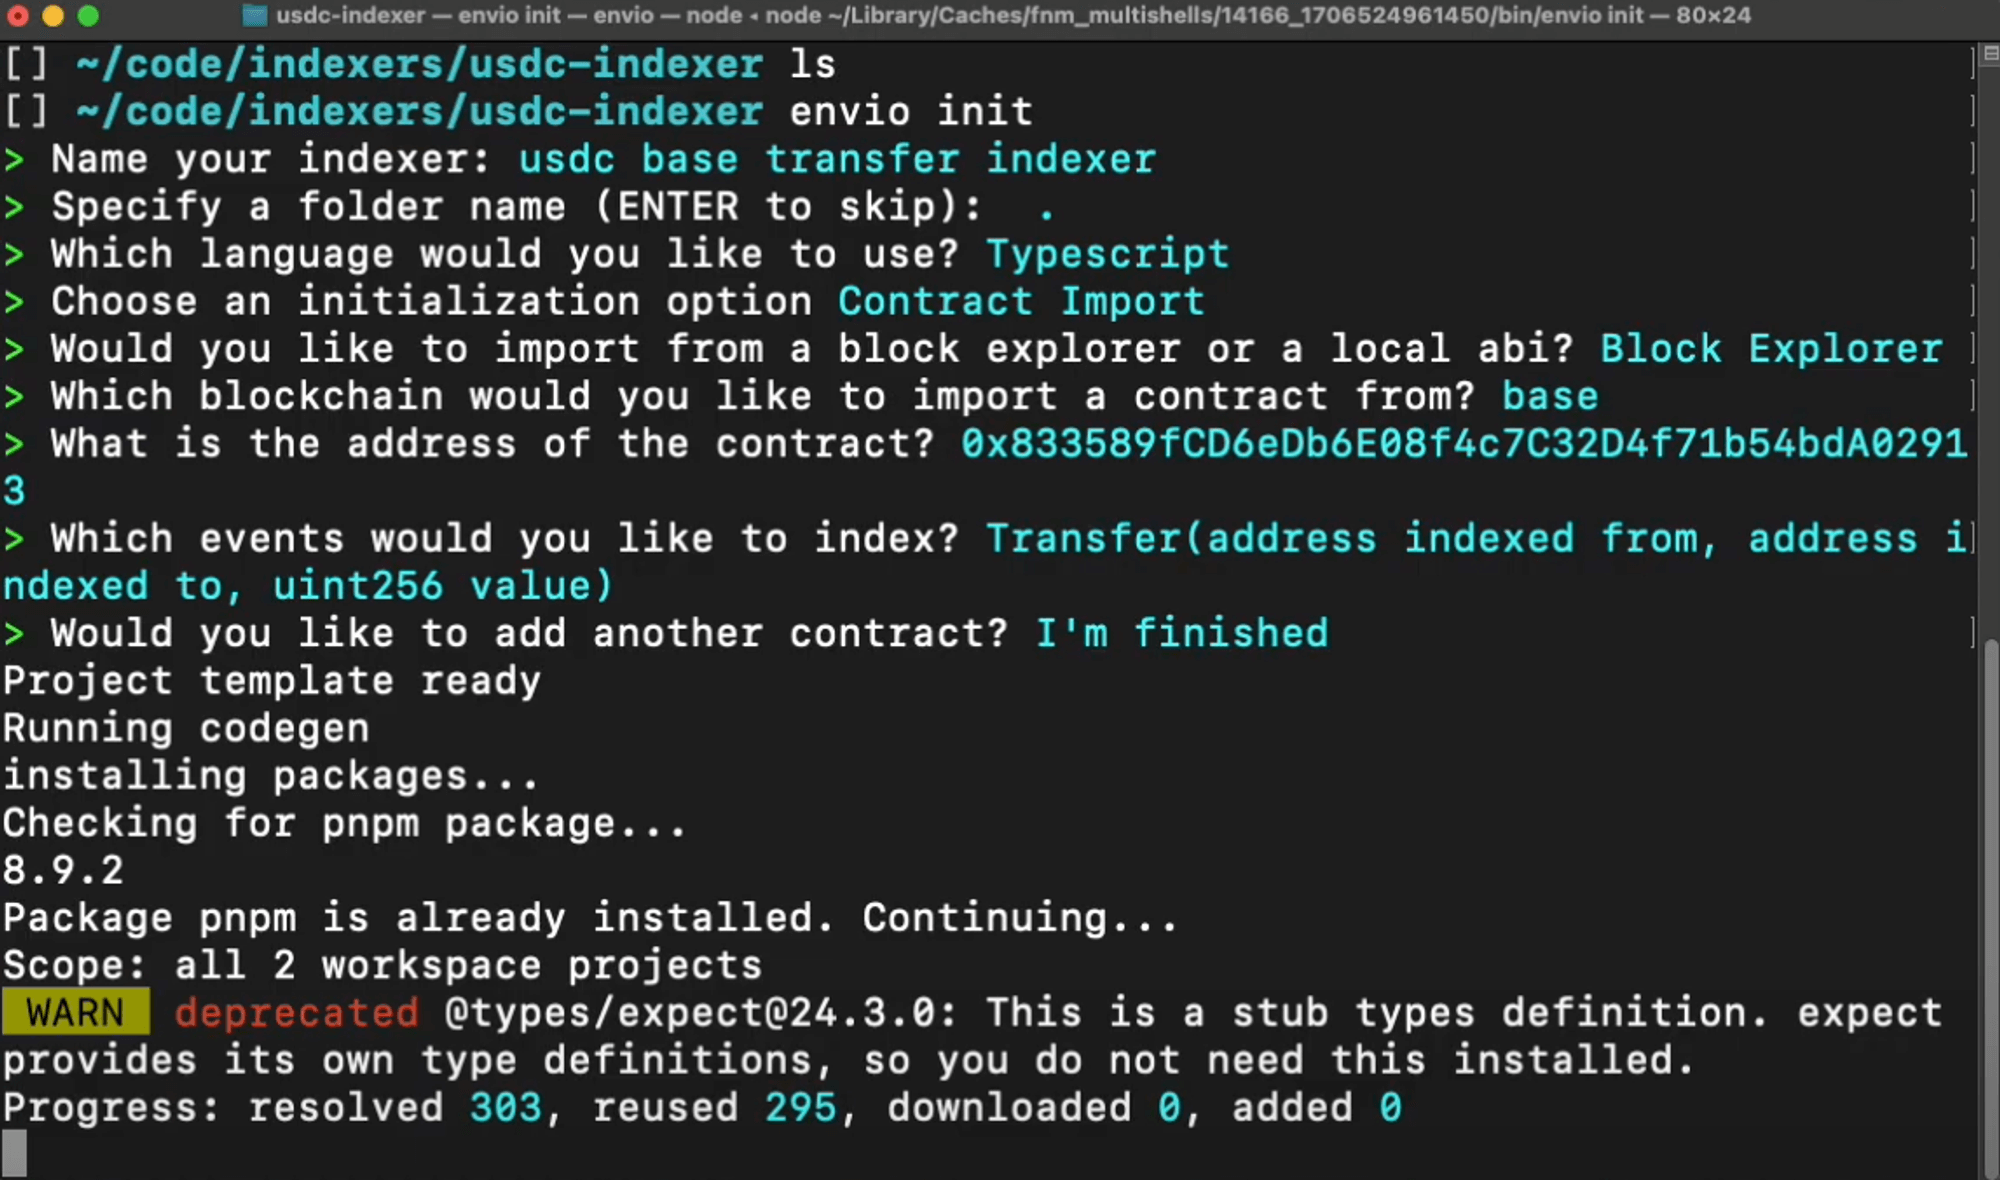 usdc-indexer — envio init — envio — node ◂ node ~/Library/Caches/fnm_multishells/14166_1706524961450/bin/envio init — 80×24
[] ~/code/indexers/usdc-indexer ls
[] ~/code/indexers/usdc-indexer envio init
> Name your indexer: usdc base transfer indexer
> Specify a folder name (ENTER to skip):  .
> Which language would you like to use? Typescript
> Choose an initialization option Contract Import
> Would you like to import from a block explorer or a local abi? Block Explorer
> Which blockchain would you like to import a contract from? base
> What is the address of the contract? 0x833589fCD6eDb6E08f4c7C32D4f71b54bdA0291
3
> Which events would you like to index? Transfer(address indexed from, address i
ndexed to, uint256 value)
> Would you like to add another contract? I'm finished
Project template ready
Running codegen
installing packages...
Checking for pnpm package...
8.9.2
Package pnpm is already installed. Continuing...
Scope: all 2 workspace projects
WARN deprecated @types/expect@24.3.0: This is a stub types definition. expect
provides its own type definitions, so you do not need this installed.
Progress: resolved 303, reused 295, downloaded 0, added 0